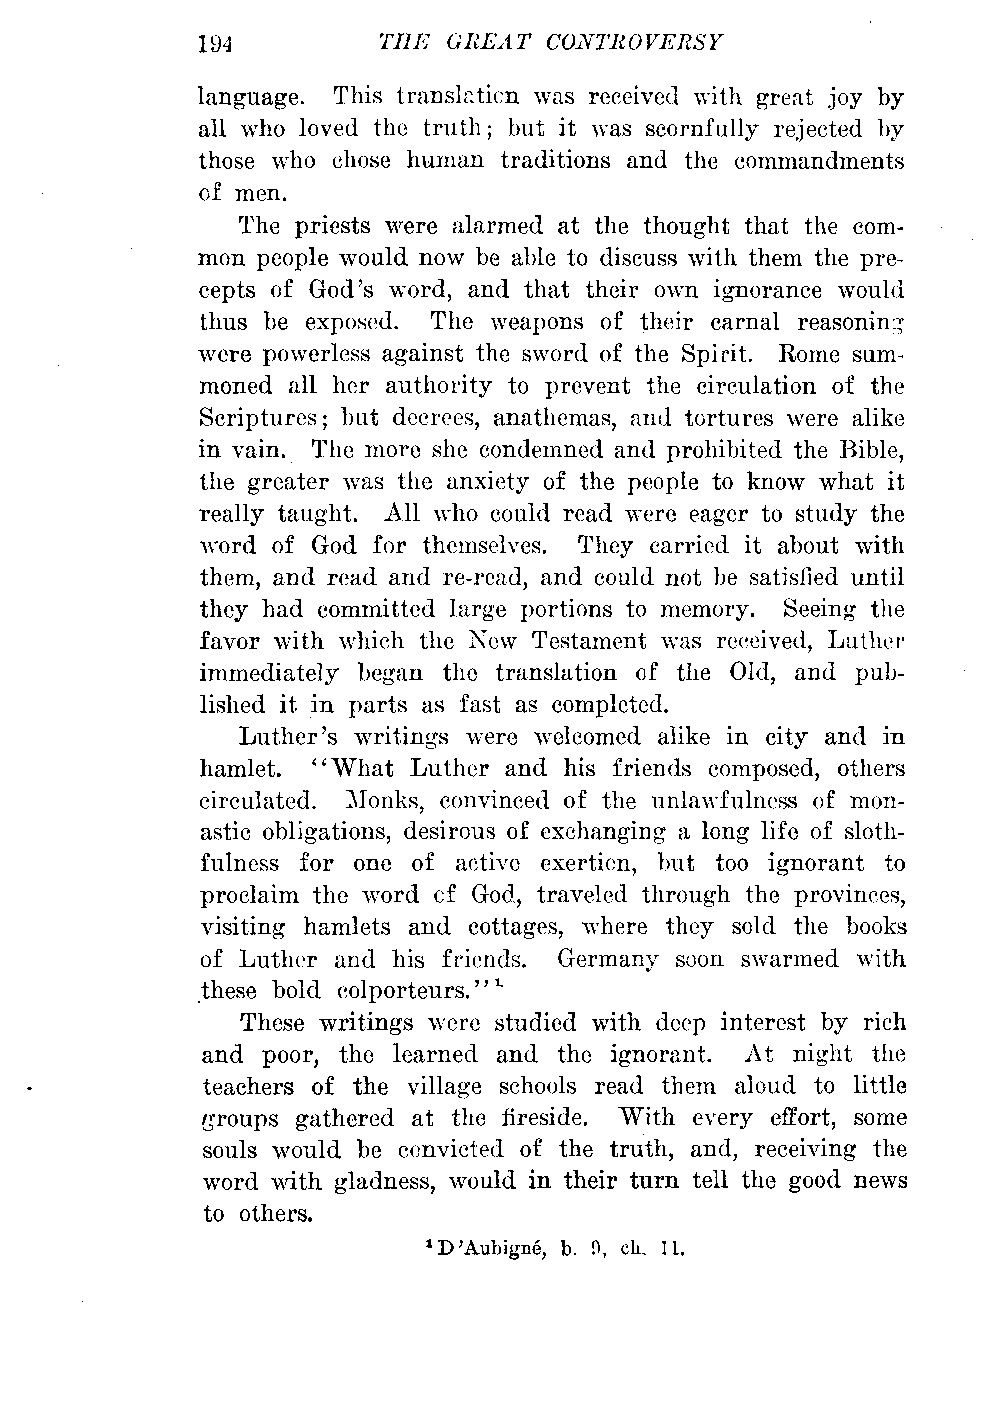 194 THE GREAT CONTROVERSY
language. This translation was received with great joy by
all who loved the truth; but it was scornfully rejected by
those who chose human traditions and the commandments
of men.
The priests were alarmed at the thought that the com-
mon people would now be able to discuss with them the pre-
cepts of God's word, and that their own ignorance would
thus be exposed. The weapons of their carnal reasoning
were powerless against the sword of the Spirit. Rome sum-
moned all her authority to prevent the circulation of the
Scriptures; but decrees, anathemas, and tortures were alike
in vain. The more she condemned and prohibited the Bible,
the greater was the anxiety of the people to know what it
really taught. All who could read were eager to study the
word of God for themselves. They carried it about with
them, and read and re-read, and could not be satisfied until
they had committed large portions to memory. Seeing the
favor with which the New Testament was received, Luther
immediately began the translation of the Old, and pub-
lished it in parts as fast as completed.
Luther's writings were welcomed alike in city and in
hamlet. "What Luther and his friends composed, others
circulated. Monks, convinced of the unlawfulness of mon-
astic obligations, desirous of exchanging a long life of sloth-
fulness for one of active exertion, but too ignorant to
proclaim the word of God, traveled through the provinces,
visiting hamlets and cottages, where they sold the books
of Luther and his friends. Germany soon swarmed with
these bold colporteurs."¹
These writings were studied with deep interest by rich
and poor, the learned and the ignorant. At night the
teachers of the village schools read them aloud to little
groups gathered at the fireside. With every effort, some
souls would be convicted of the truth, and, receiving the
word with gladness, would in their turn tell the good news
to others.
¹ D'Aubigné, b. 9, ch. 11.